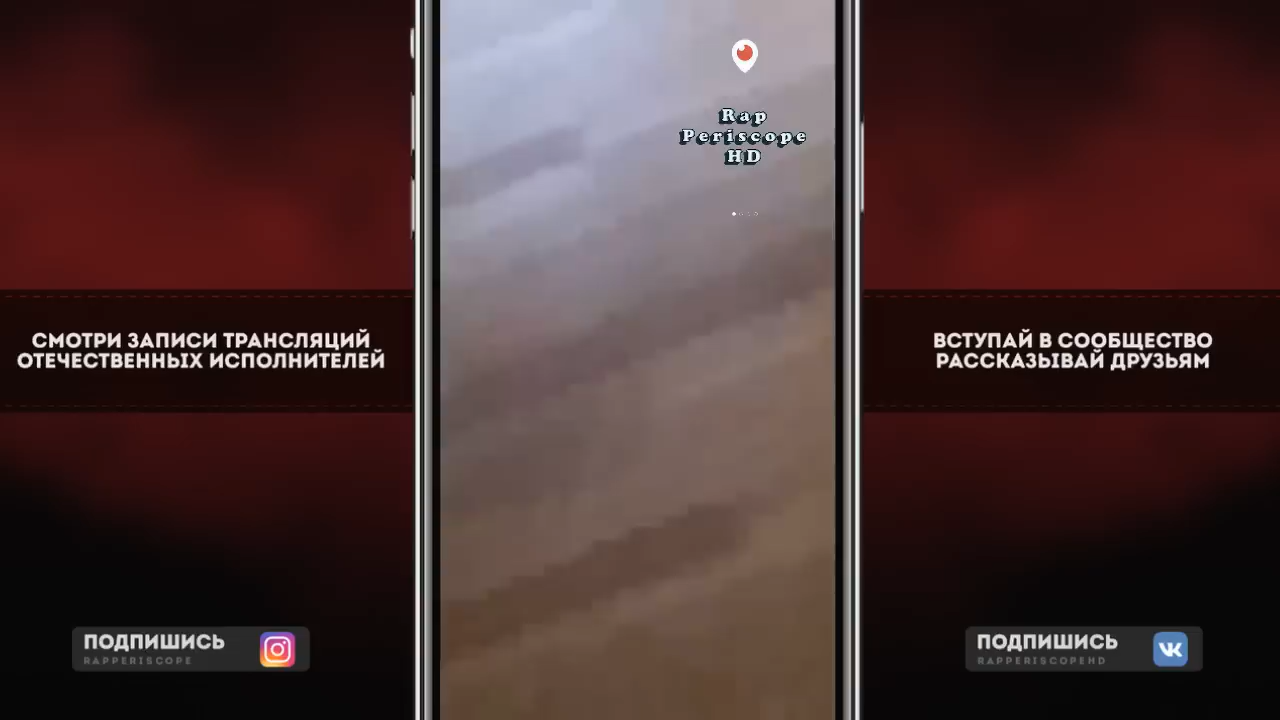 Rap
Periscope
HD
СМОТРИ ЗАПИСИ ТРАНСЛЯЦИЙ
ОТЕЧЕСТВЕННЫХ ИСПОЛНИТЕЛЕЙ
ВСТУПАЙ В СООБЩЕСТВО
РАССКАЗЫВАЙ ДРУЗЬЯМ
ПОДПИШИСЬ
RAPPERISCOPE
ПОДПИШИСЬ
RAPPERISCOPEHD